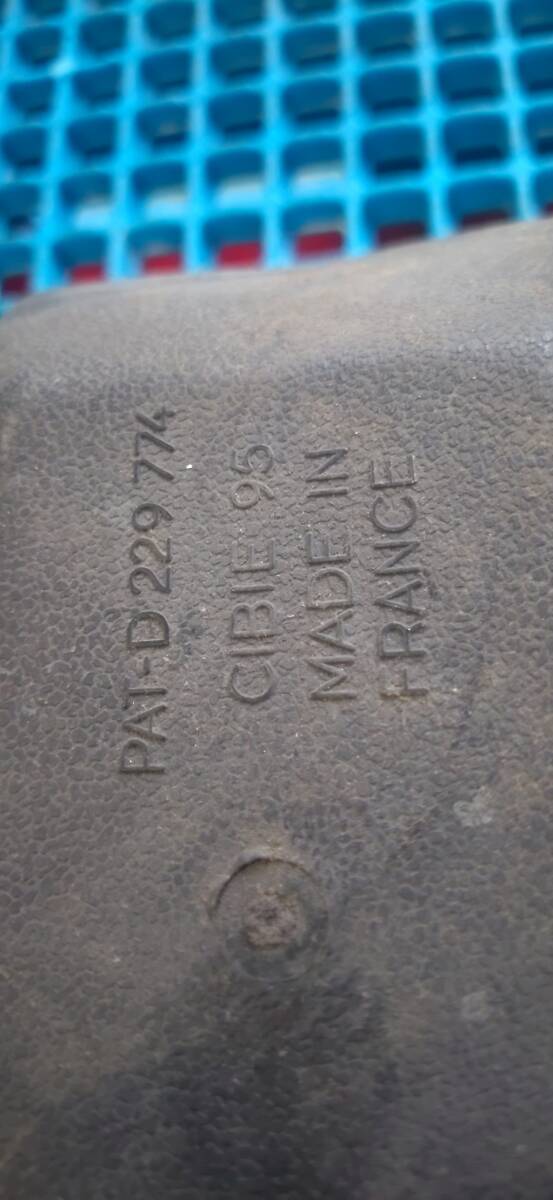 PAT-D 229 774
CIBIE 95
MADE IN
FRANCE